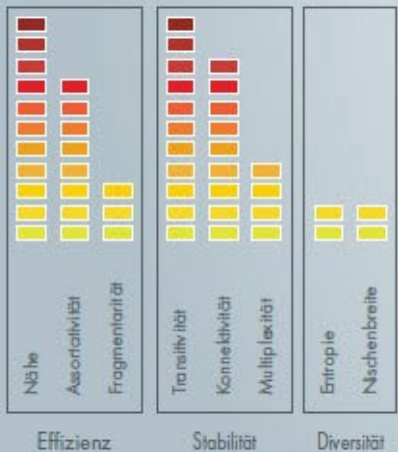 Nähe
Assortativität
Fragmentarität
Transitivität
Konnektivität
Multiplexität
Entropie
Nischenbreite
Effizienz
Stabilität
Diversität